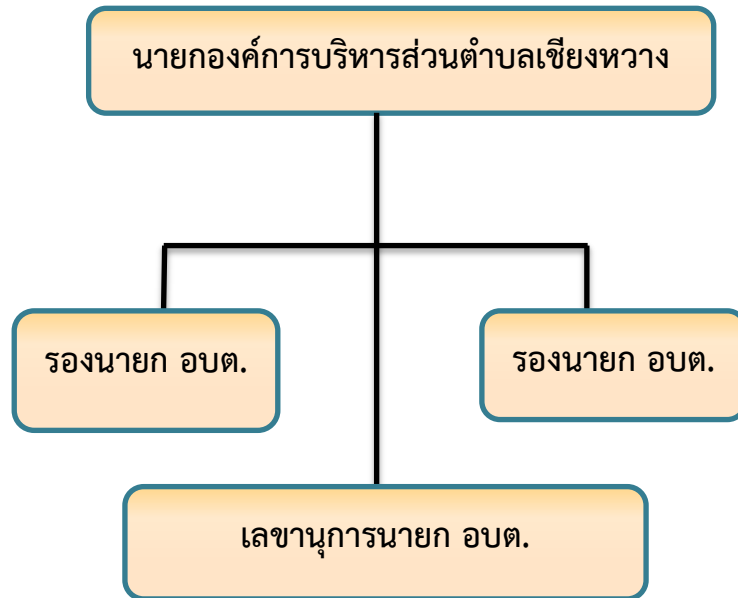 นายกองค์การบริหารส่วนตำบลเชียงหวาง
รองนายก อบต.
รองนายก อบต.
เลขานุการนายก อบต.